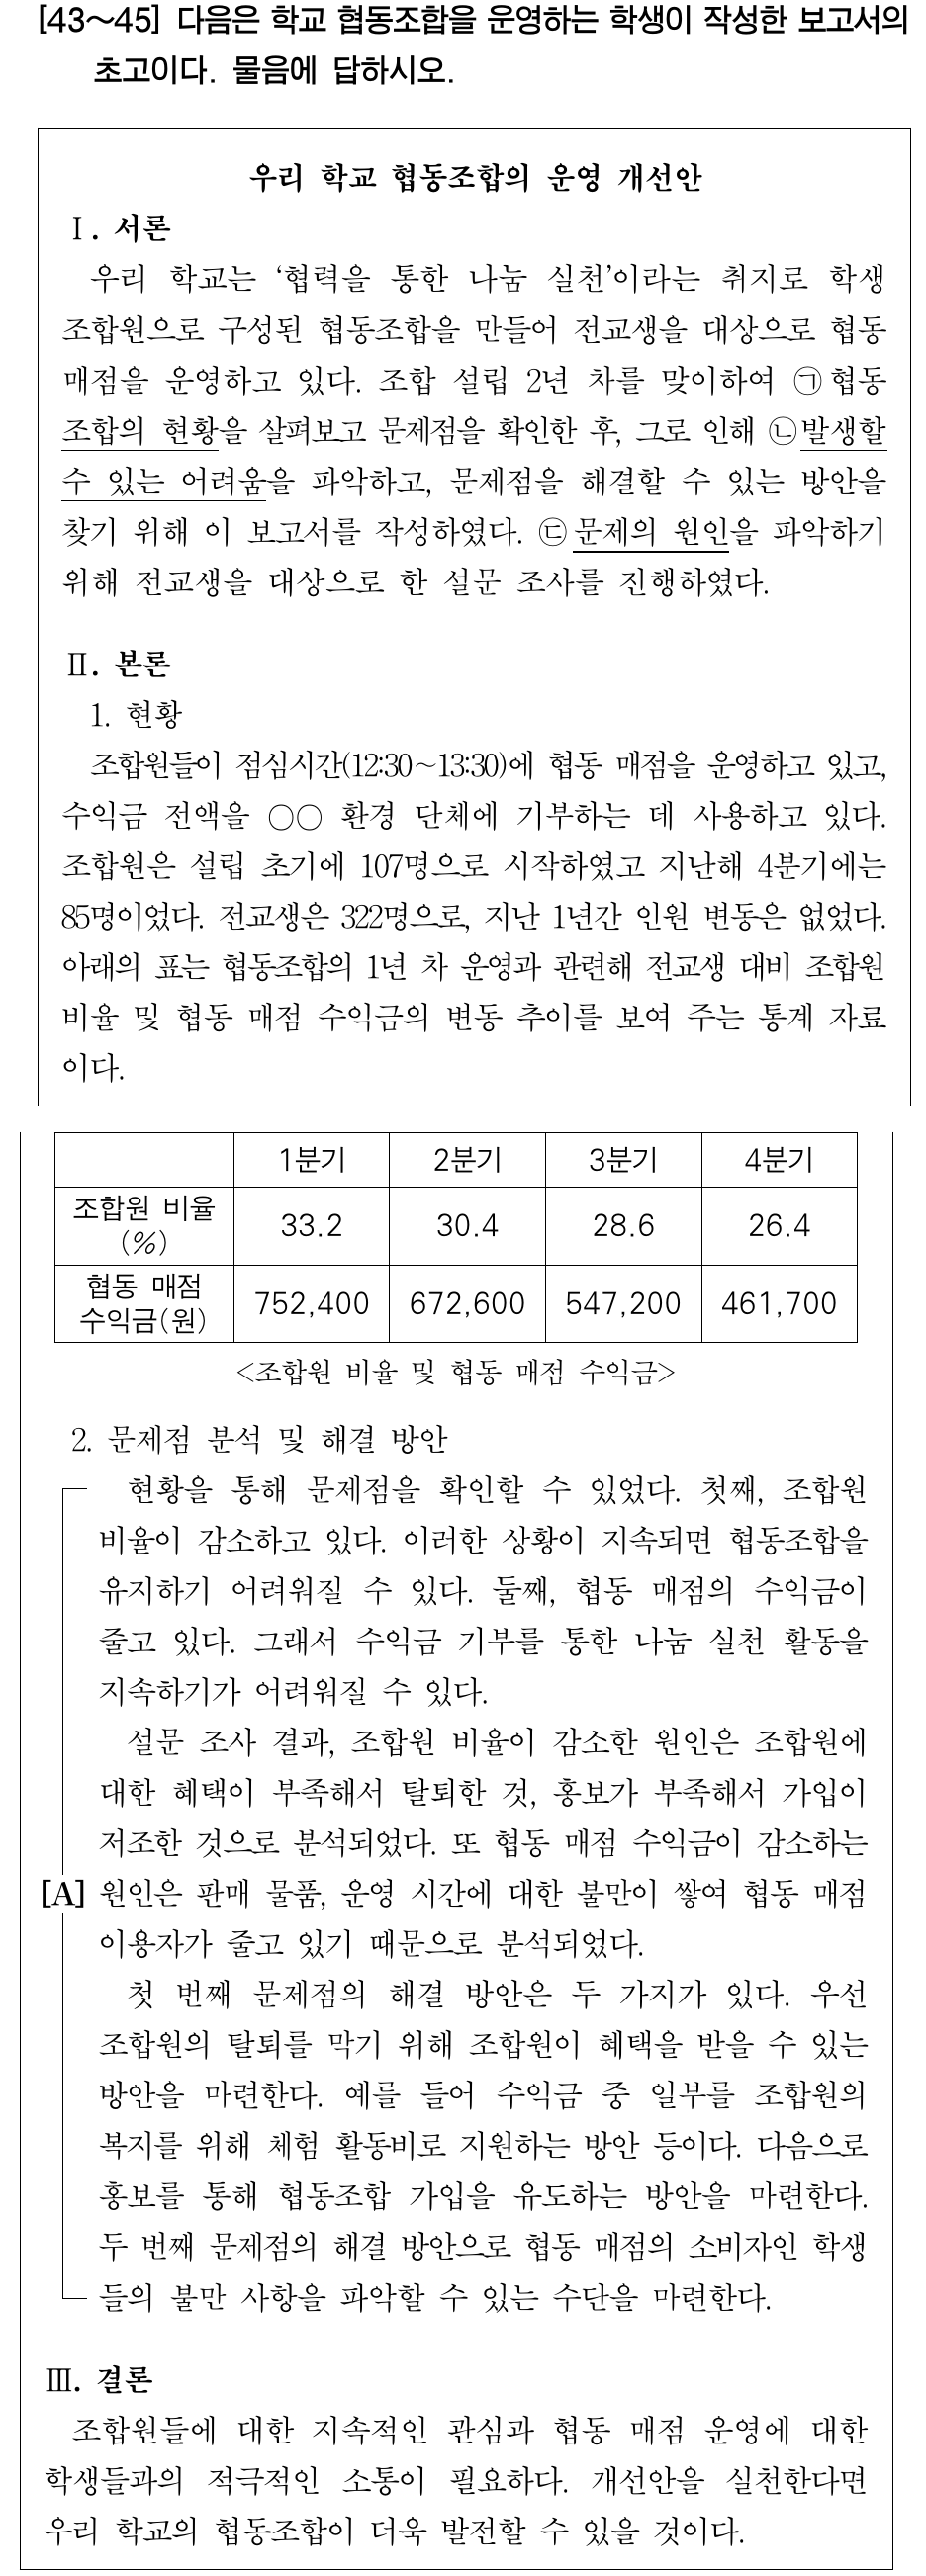 [43～45] 다음은 학교 협동조합을 운영하는 학생이 작성한 보고서의
초고이다. 물음에 답하시오.
우리 학교 협동조합의 운영 개선안
Ⅰ. 서론
우리 학교는 ‘협력을 통한 나눔 실천’이라는 취지로 학생
조합원으로 구성된 협동조합을 만들어 전교생을 대상으로 협동
매점을 운영하고 있다. 조합 설립 2년 차를 맞이하여 ㉠협동
조합의 현황을 살펴보고 문제점을 확인한 후, 그로 인해 ㉡발생할
수 있는 어려움을 파악하고, 문제점을 해결할 수 있는 방안을
찾기 위해 이 보고서를 작성하였다. ㉢문제의 원인을 파악하기
위해 전교생을 대상으로 한 설문 조사를 진행하였다.
Ⅱ. 본론
1. 현황
조합원들이 점심시간(12:30～13:30)에 협동 매점을 운영하고 있고,
수익금 전액을 ○○ 환경 단체에 기부하는 데 사용하고 있다.
조합원은 설립 초기에 107명으로 시작하였고 지난해 4분기에는
85명이었다. 전교생은 322명으로, 지난 1년간 인원 변동은 없었다.
아래의 표는 협동조합의 1년 차 운영과 관련해 전교생 대비 조합원
비율 및 협동 매점 수익금의 변동 추이를 보여 주는 통계 자료
이다.
1분기 2분기 3분기 4분기
조합원 비율
(%) 33.2 30.4 28.6 26.4
협동 매점
수익금(원) 752,400 672,600 547,200 461,700
<조합원 비율 및 협동 매점 수익금>
2. 문제점 분석 및 해결 방안
현황을 통해 문제점을 확인할 수 있었다. 첫째, 조합원
비율이 감소하고 있다. 이러한 상황이 지속되면 협동조합을
유지하기 어려워질 수 있다. 둘째, 협동 매점의 수익금이
줄고 있다. 그래서 수익금 기부를 통한 나눔 실천 활동을
지속하기가 어려워질 수 있다.
설문 조사 결과, 조합원 비율이 감소한 원인은 조합원에
대한 혜택이 부족해서 탈퇴한 것, 홍보가 부족해서 가입이
저조한 것으로 분석되었다. 또 협동 매점 수익금이 감소하는
[A] 원인은 판매 물품, 운영 시간에 대한 불만이 쌓여 협동 매점
이용자가 줄고 있기 때문으로 분석되었다.
첫 번째 문제점의 해결 방안은 두 가지가 있다. 우선
조합원의 탈퇴를 막기 위해 조합원이 혜택을 받을 수 있는
방안을 마련한다. 예를 들어 수익금 중 일부를 조합원의
복지를 위해 체험 활동비로 지원하는 방안 등이다. 다음으로
홍보를 통해 협동조합 가입을 유도하는 방안을 마련한다.
두 번째 문제점의 해결 방안으로 협동 매점의 소비자인 학생
들의 불만 사항을 파악할 수 있는 수단을 마련한다.
Ⅲ. 결론
조합원들에 대한 지속적인 관심과 협동 매점 운영에 대한
학생들과의 적극적인 소통이 필요하다. 개선안을 실천한다면
우리 학교의 협동조합이 더욱 발전할 수 있을 것이다.